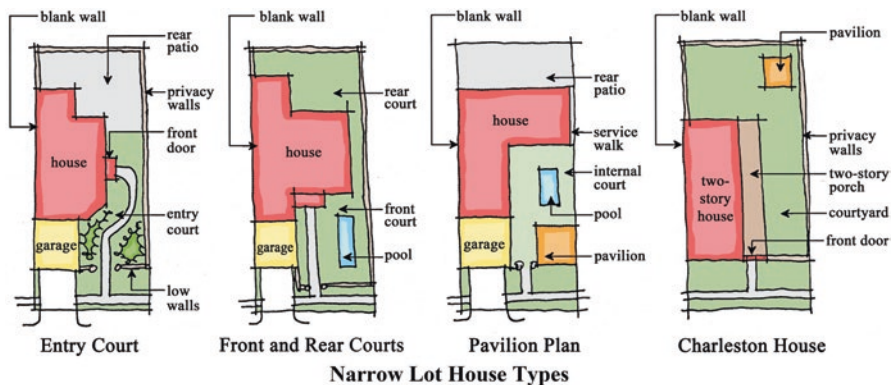 blank wall
rear
patio
privacy
walls
front
door
house
entry
court
garage
low
walls
Entry Court
blank wall
rear
court
house
front
court
garage
pool
Front and Rear Courts
blank wall
rear
patio
house
service
walk
internal
court
pool
garage
pavilion
Pavilion Plan
blank wall
pavilion
privacy
walls
two-story
porch
two-
story
house
courtyard
front door
Charleston House
Narrow Lot House Types